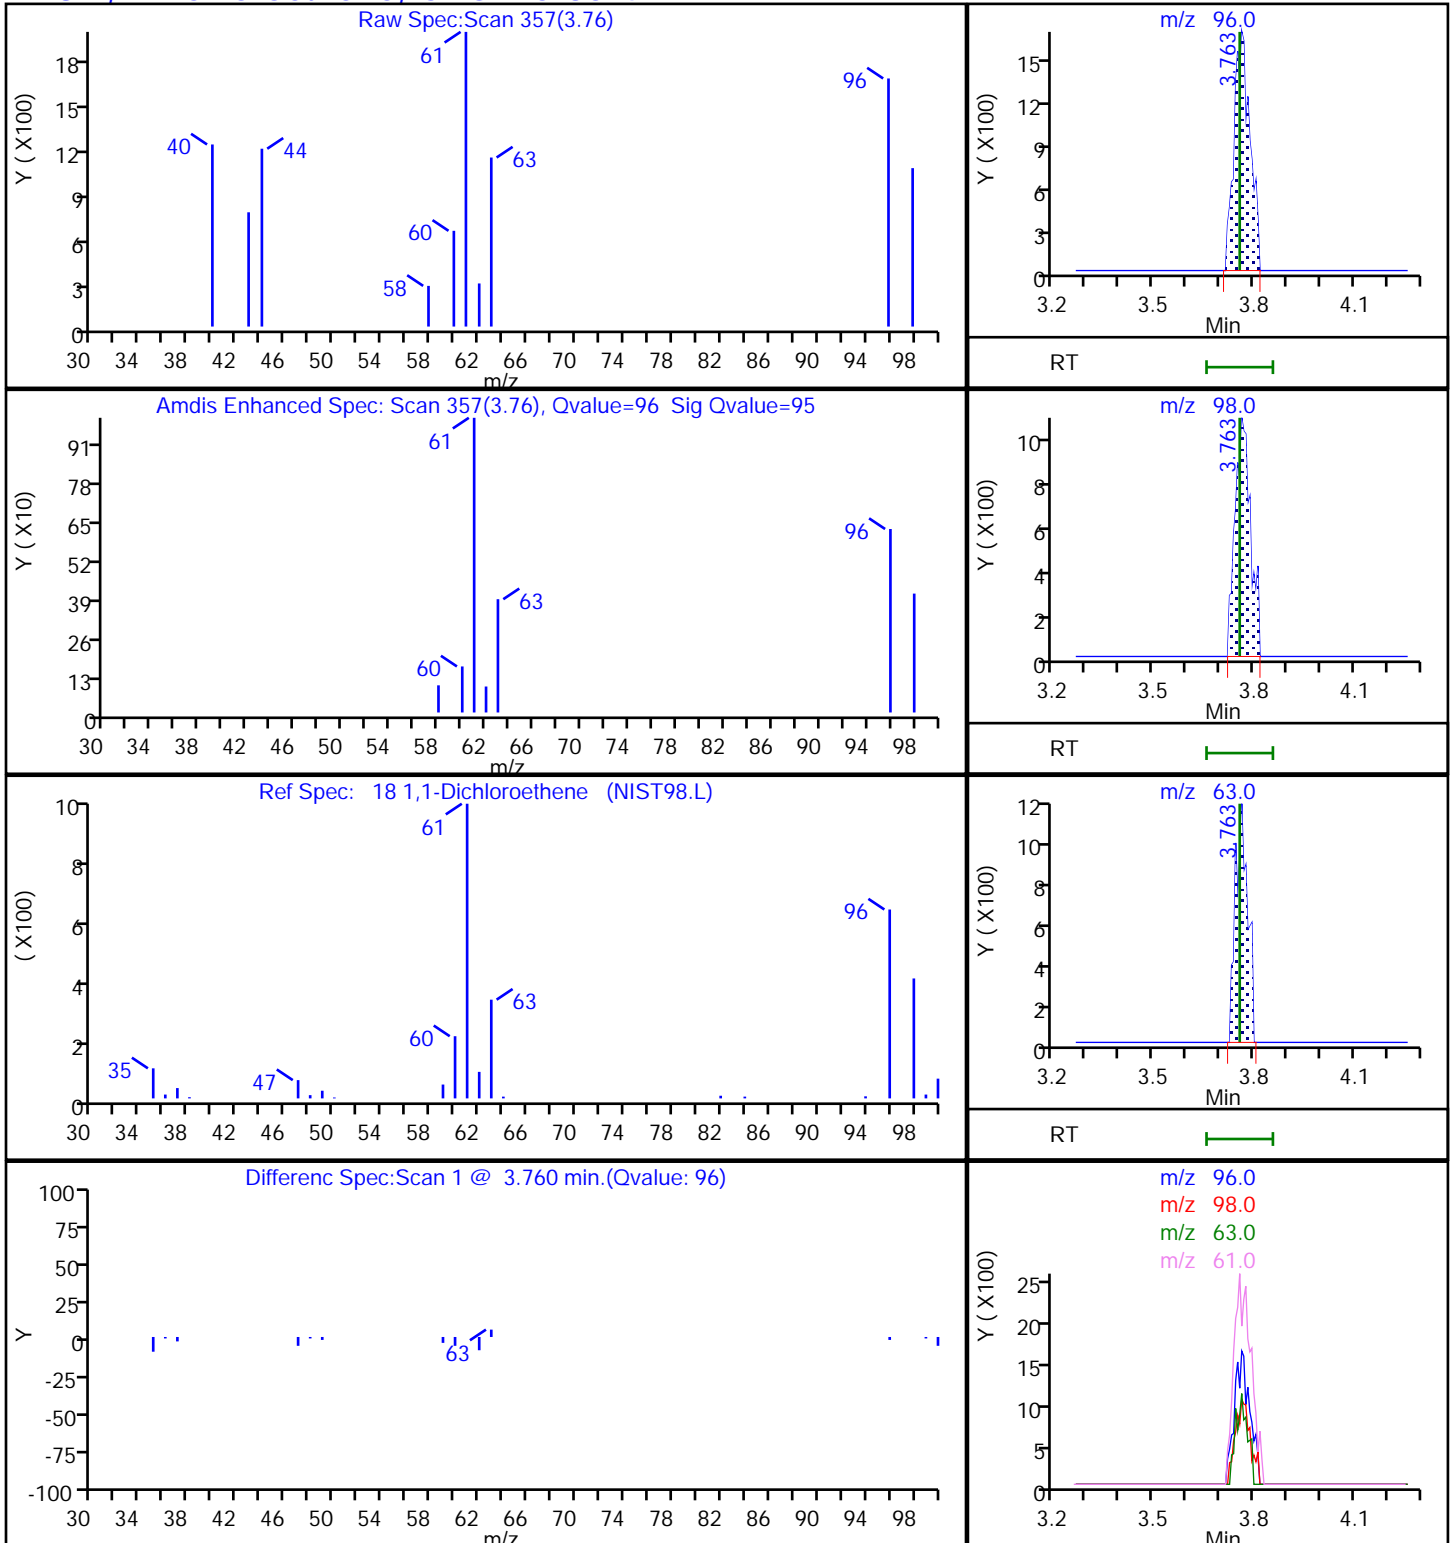 Raw Spec:Scan 357(3.76)
Y ( X100)
18
15
12
9
6
3
0
61
96
40
44
63
60
58
30 34 38 42 46 50 54 58 62 66 70 74 78 82 86 90 94 98
m/z
m/z 96.0
Y ( X100)
15
12
9
6
3
0
3.763
3.2 3.5 3.8 4.1
Min
RT
Amdis Enhanced Spec: Scan 357(3.76), Qvalue=96 Sig Qvalue=95
Y ( X10)
91
78
65
52
39
26
13
0
61
96
63
60
30 34 38 42 46 50 54 58 62 66 70 74 78 82 86 90 94 98
m/z
m/z 98.0
Y ( X100)
10
8
6
4
2
0
3.763
3.2 3.5 3.8 4.1
Min
RT
Ref Spec: 18 1,1-Dichloroethene (NIST98.L)
( X100)
10
8
6
4
2
0
61
96
63
60
35
47
30 34 38 42 46 50 54 58 62 66 70 74 78 82 86 90 94 98
m/z 63.0
Y ( X100)
12
10
8
6
4
2
0
3.763
3.2 3.5 3.8 4.1
Min
RT
Differenc Spec:Scan 1 @ 3.760 min.(Qvalue: 96)
Y
100
75
50
25
0
-25
-50
-75
-100
63
30 34 38 42 46 50 54 58 62 66 70 74 78 82 86 90 94 98
m/z
m/z 96.0
m/z 98.0
m/z 63.0
m/z 61.0
Y ( X100)
25
20
15
10
5
0
3.2 3.5 3.8 4.1
Min